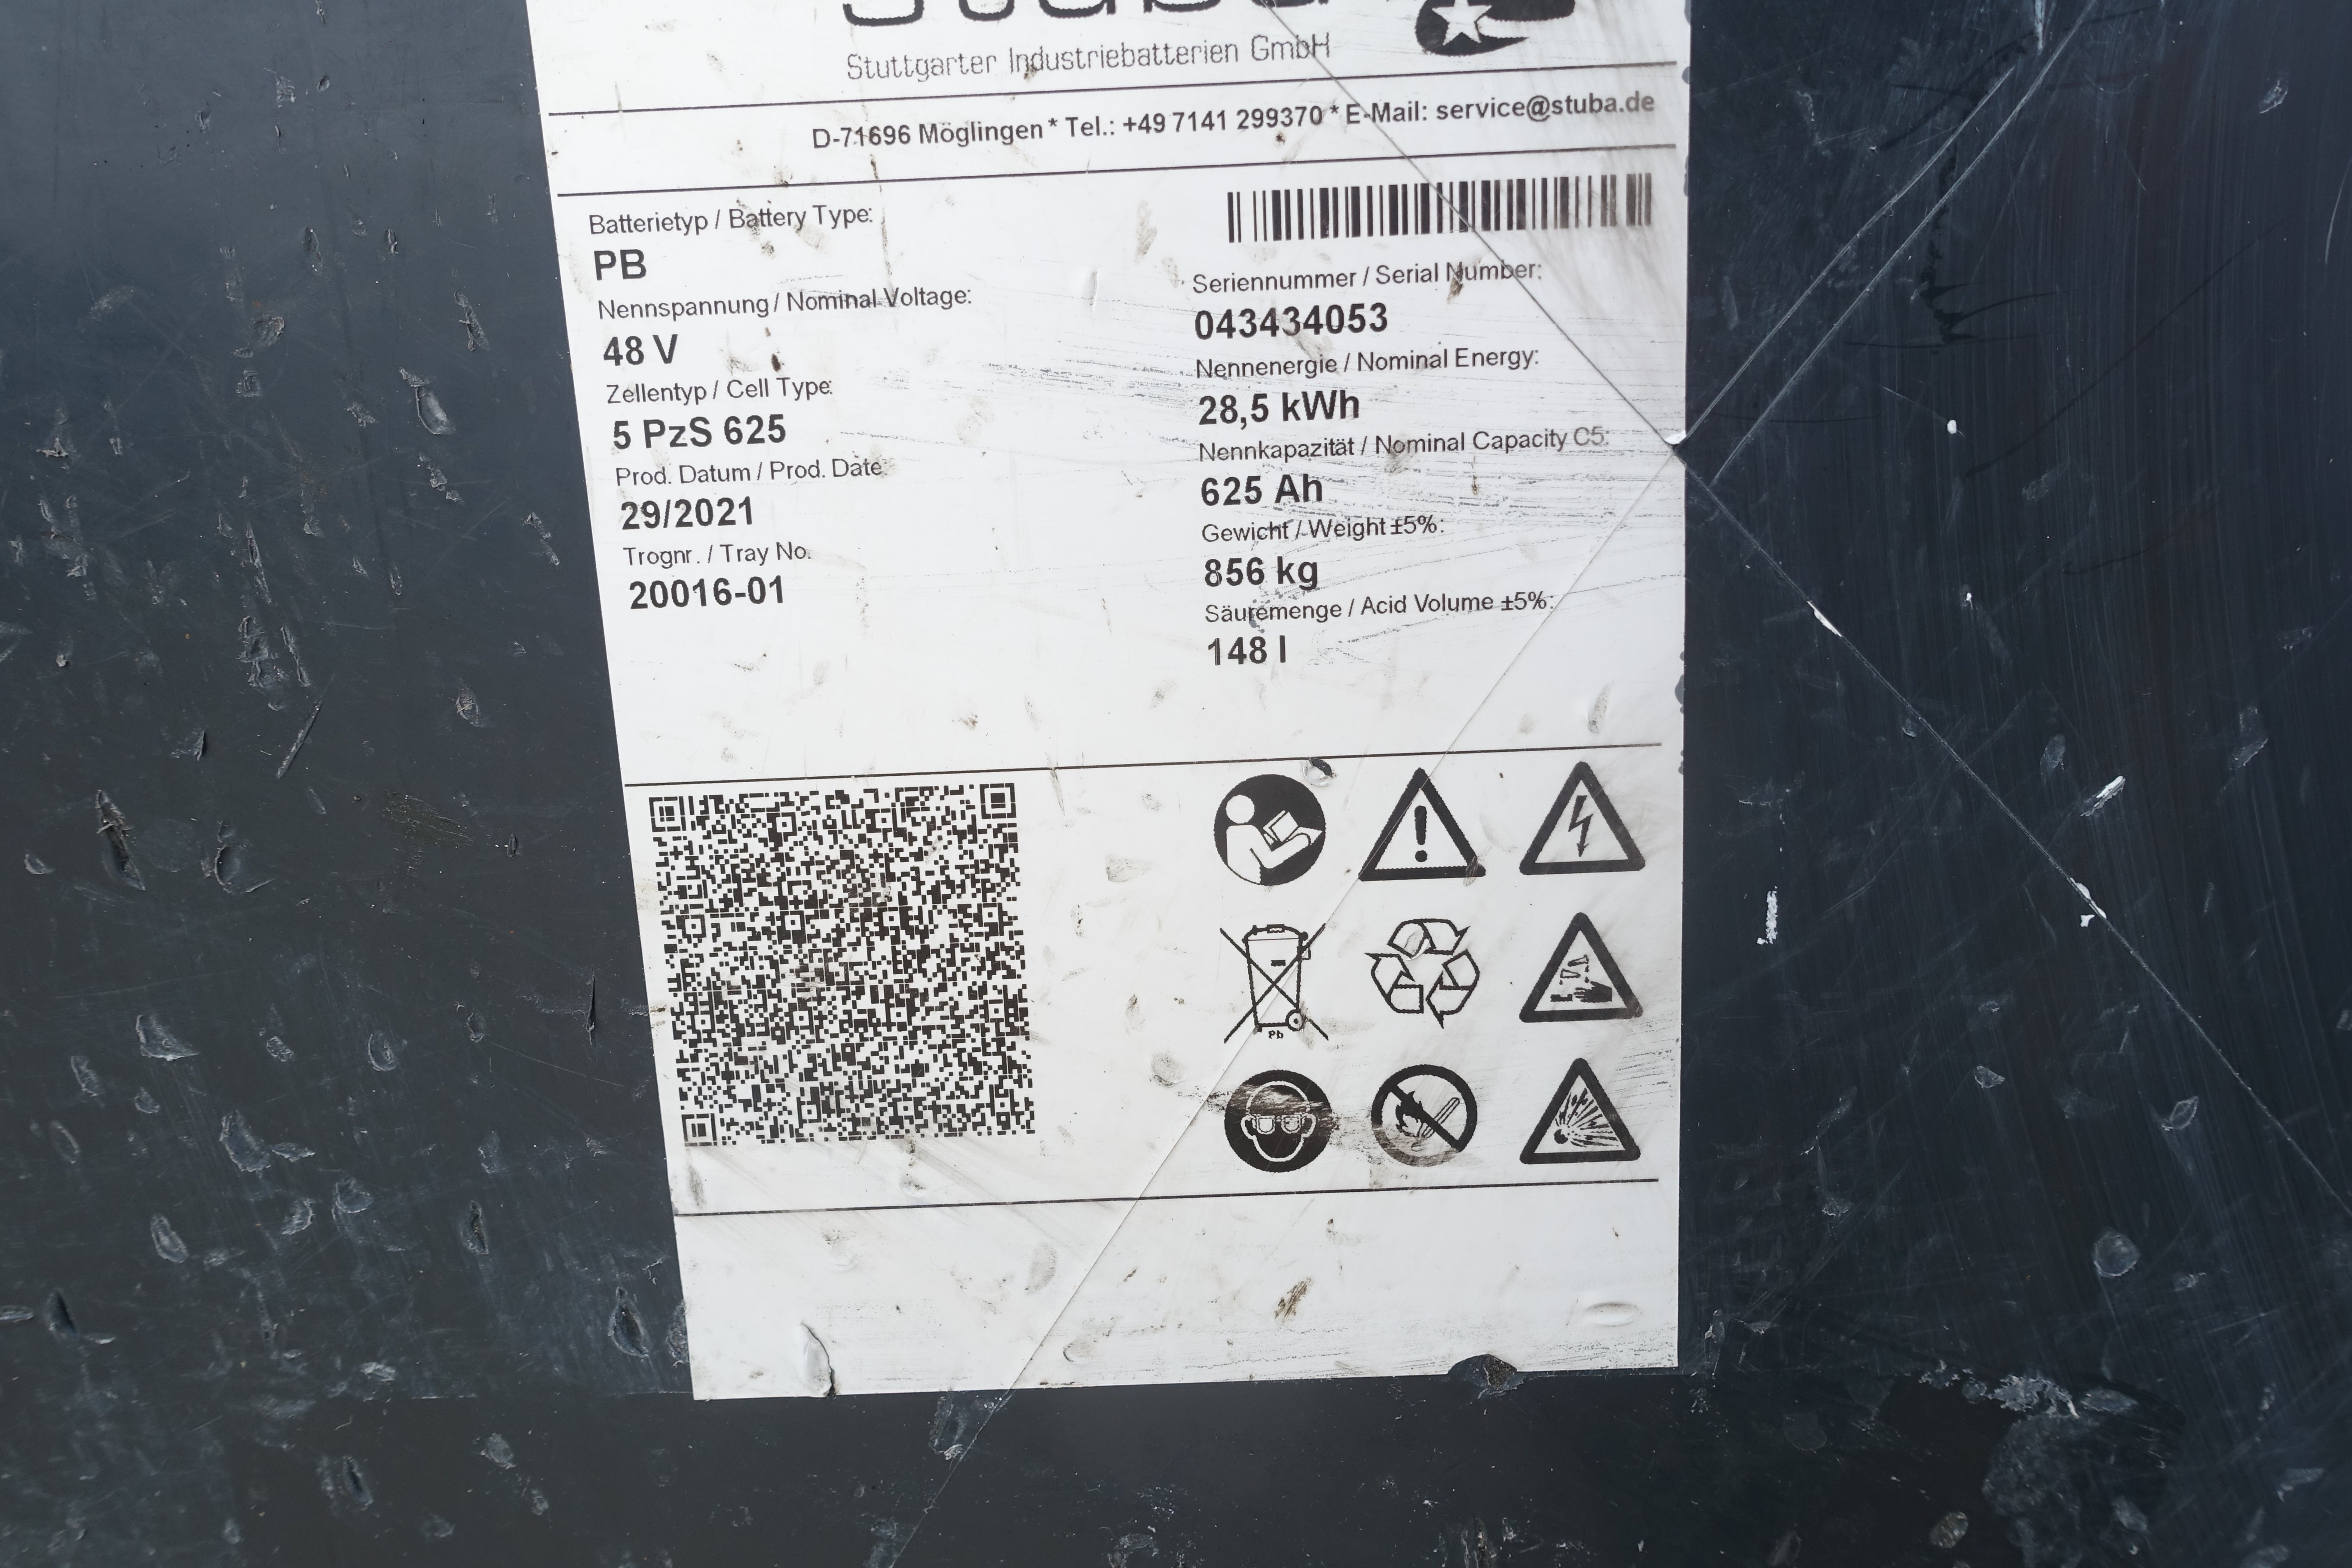 Stuba
Stuttgarter Industriebatterien GmbH
D-71696 Möglingen * Tel.: +49 7141 299370 * E-Mail: service@stuba.de
Batterietyp / Battery Type:
PB
Nennspannung / Nominal Voltage:
48 V
Zellentyp / Cell Type:
5 PzS 625
Prod. Datum / Prod. Date:
29/2021
Trognr. / Tray No.
20016-01
Seriennummer / Serial Number:
043434053
Nennenergie / Nominal Energy:
28,5 kWh
Nennkapazität / Nominal Capacity C5:
625 Ah
Gewicht / Weight ±5%:
856 kg
Säuremenge / Acid Volume ±5%:
148 l
Pb